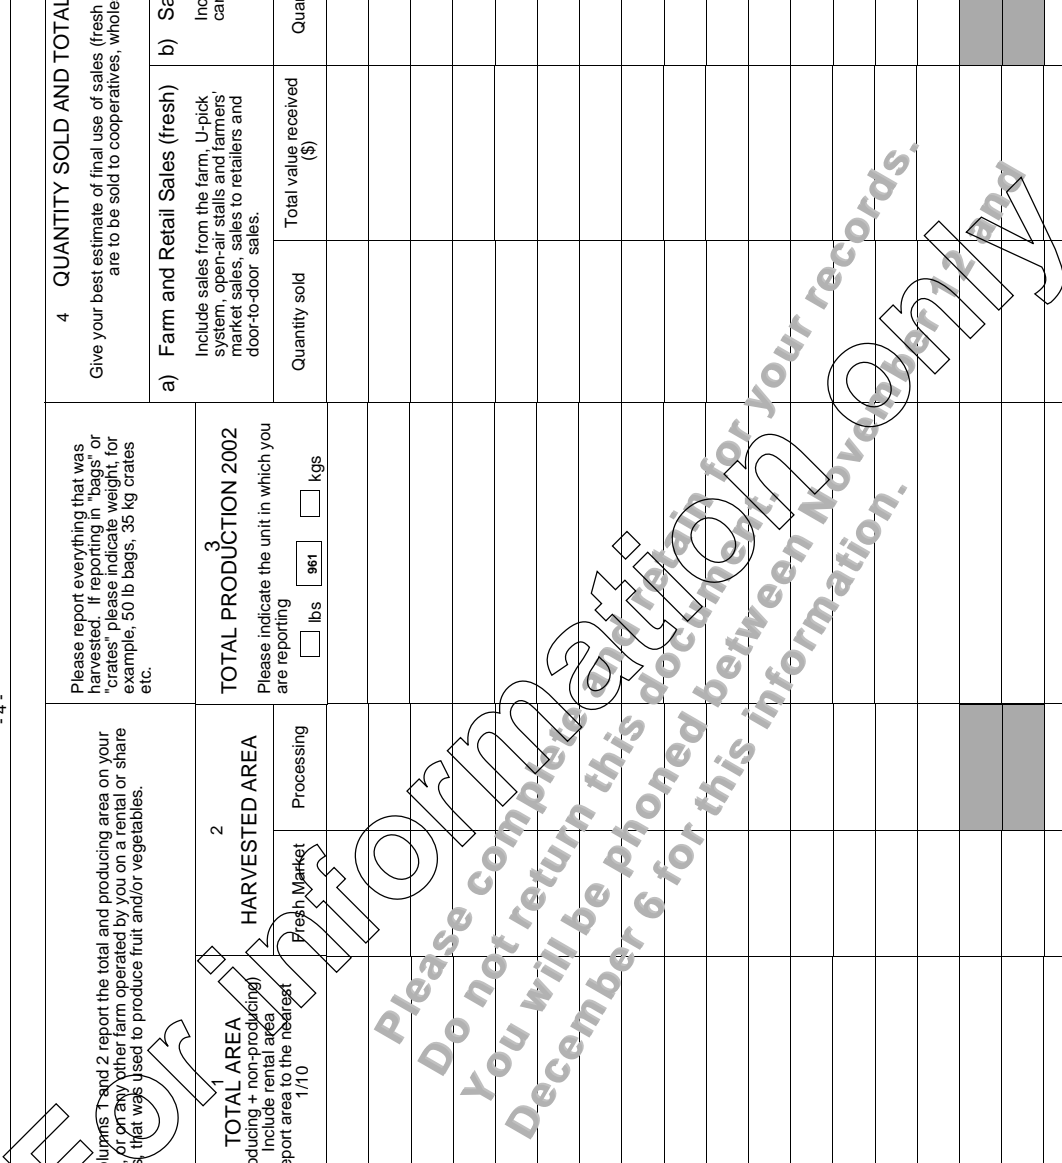 - 4 -
1 and 2 report the total and producing area on your
or on any other farm operated by you on a rental or share
that was used to produce fruit and/or vegetables.
1
TOTAL AREA
+ non-producing)
Include rental area
area to the nearest
1/10
2
HARVESTED AREA
Fresh Market
Processing
Please report everything that was
harvested. If reporting in "bags" or
"crates" please indicate weight, for
example, 50 lb bags, 35 kg crates
etc.
3
TOTAL PRODUCTION 2002
Please indicate the unit in which you
are reporting
lbs 961 kgs
4 QUANTITY SOLD AND TOTAL
Give your best estimate of final use of sales (fresh
are to be sold to cooperatives,
a) Farm and Retail Sales (fresh)
Include sales from the farm, U-pick
system, open-air stalls and farmers'
market sales, sales to retailers and
door-to-door sales.
Quantity sold
Total value received
($)
b)
For information only
Please complete and retain for your records.
Do not return this document.
You will be phoned between November 12 and
December 6 for this information.